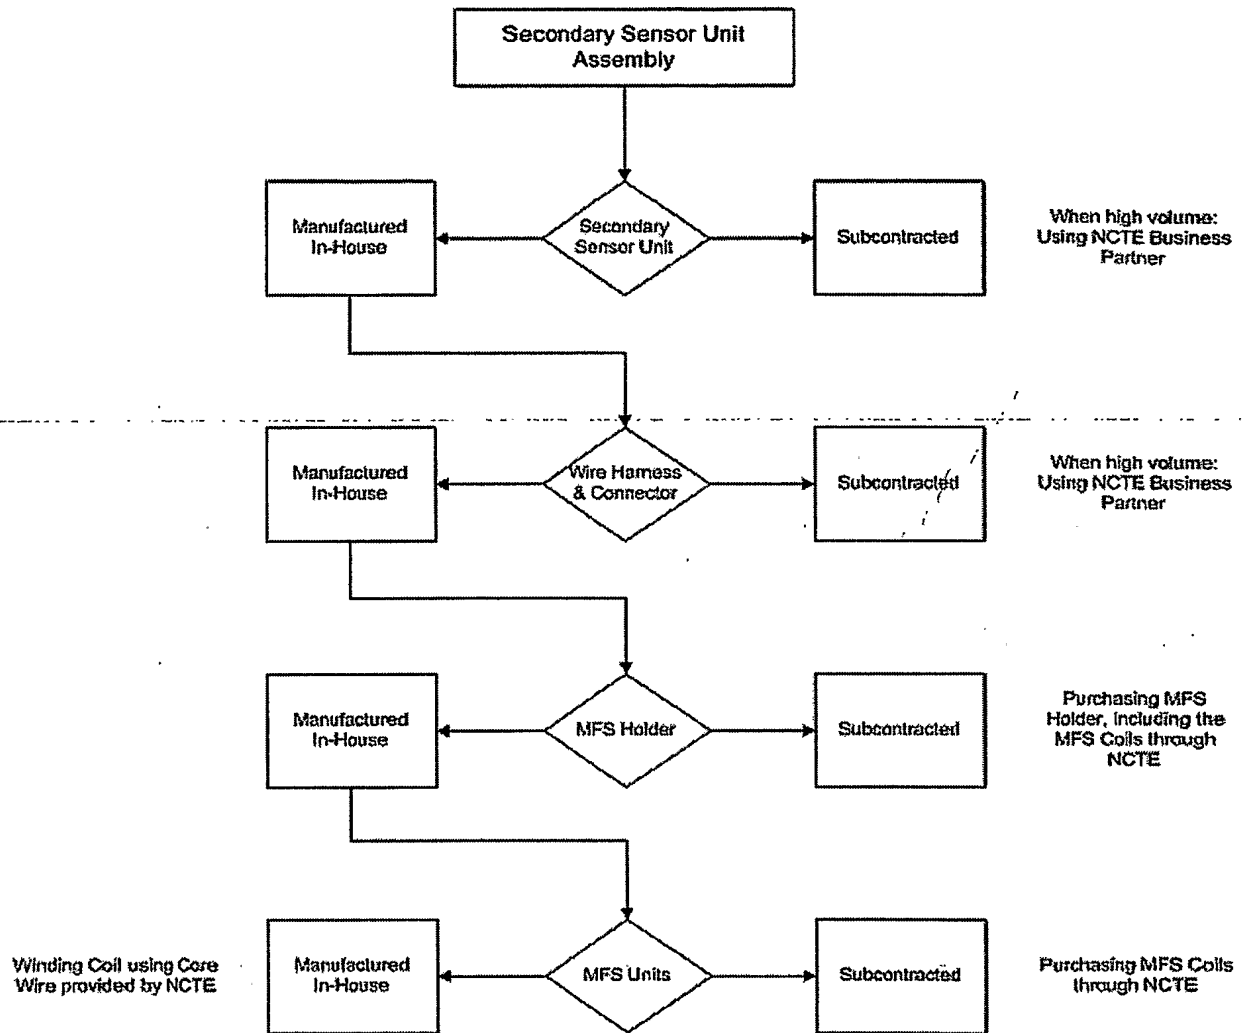 Secondary Sensor Unit
Assembly
Manufactured
In-House
Secondary
Sensor Unit
Subcontracted
When high volume:
Using NCTE Business
Partner
Manufactured
In-House
Wire Harness
& Connector
Subcontracted
When high volume:
Using NCTE Business
Partner
Manufactured
In-House
MFS Holder
Subcontracted
Purchasing MFS
Holder, including the
MFS Coils through
NCTE
Winding Coil using Core
Wire provided by NCTE
Manufactured
In-House
MFS Units
Subcontracted
Purchasing MFS Coils
through NCTE